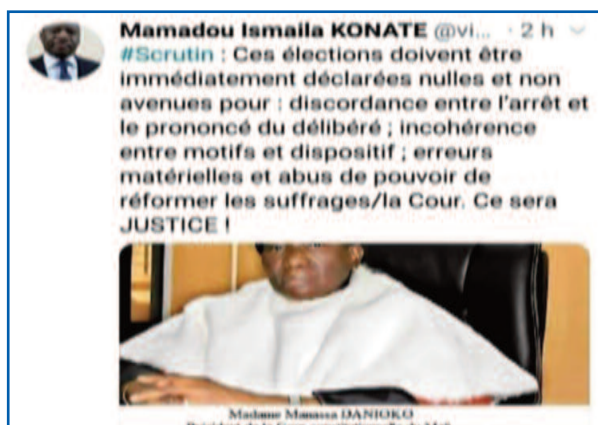 Mamadou Ismaila KONATE @vi... · 2 h
#Scrutin : Ces élections doivent être
immédiatement déclarées nulles et non
avenues pour : discordance entre l'arrêt et
le prononcé du délibéré ; incohérence
entre motifs et dispositif ; erreurs
matérielles et abus de pouvoir de
réformer les suffrages/la Cour. Ce sera
JUSTICE !
Madame Manassa DANIOKO